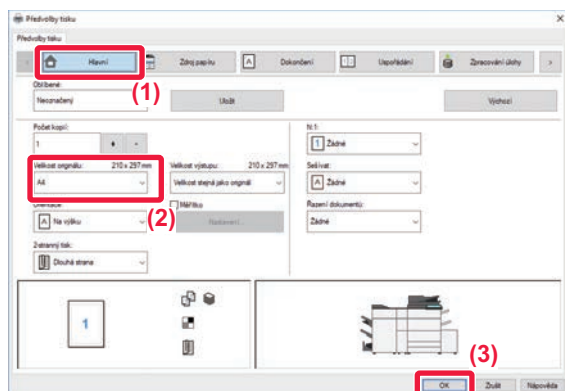 Předvolby tisku
Předvolby tisku
Hlavní
Zdroj papíru
Dokončení
Uspořádání
Zpracování úlohy
(1)
Oblíbené:
Neoznačený
Uložit
Výchozí
Počet kopií:
1
+ -
Velikost originálu: 210 x 297 mm
A4
(2)
Velikost výstupu: 210 x 297 mm
Velikost stejná jako originál
Orientace:
Na výšku
Měřítko
Nastavení...
2stranný tisk:
Dlouhá strana
N:1:
1 Žádné
Sešívat:
A Žádné
Řazení dokumentů:
Žádné
1
(3)
OK
Zrušit
Nápověda